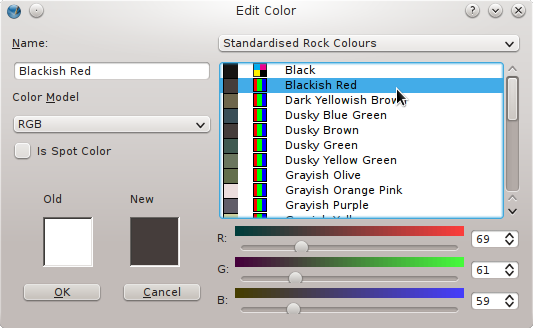 Edit Color
Name:
Standardised Rock Colours
Blackish Red
Color Model
RGB
Is Spot Color
Black
Blackish Red
Dark Yellowish Brow
Dusky Blue Green
Dusky Brown
Dusky Green
Dusky Yellow Green
Grayish Olive
Grayish Orange Pink
Grayish Purple
Old
New
OK
Cancel
R:
69
G:
61
B:
59